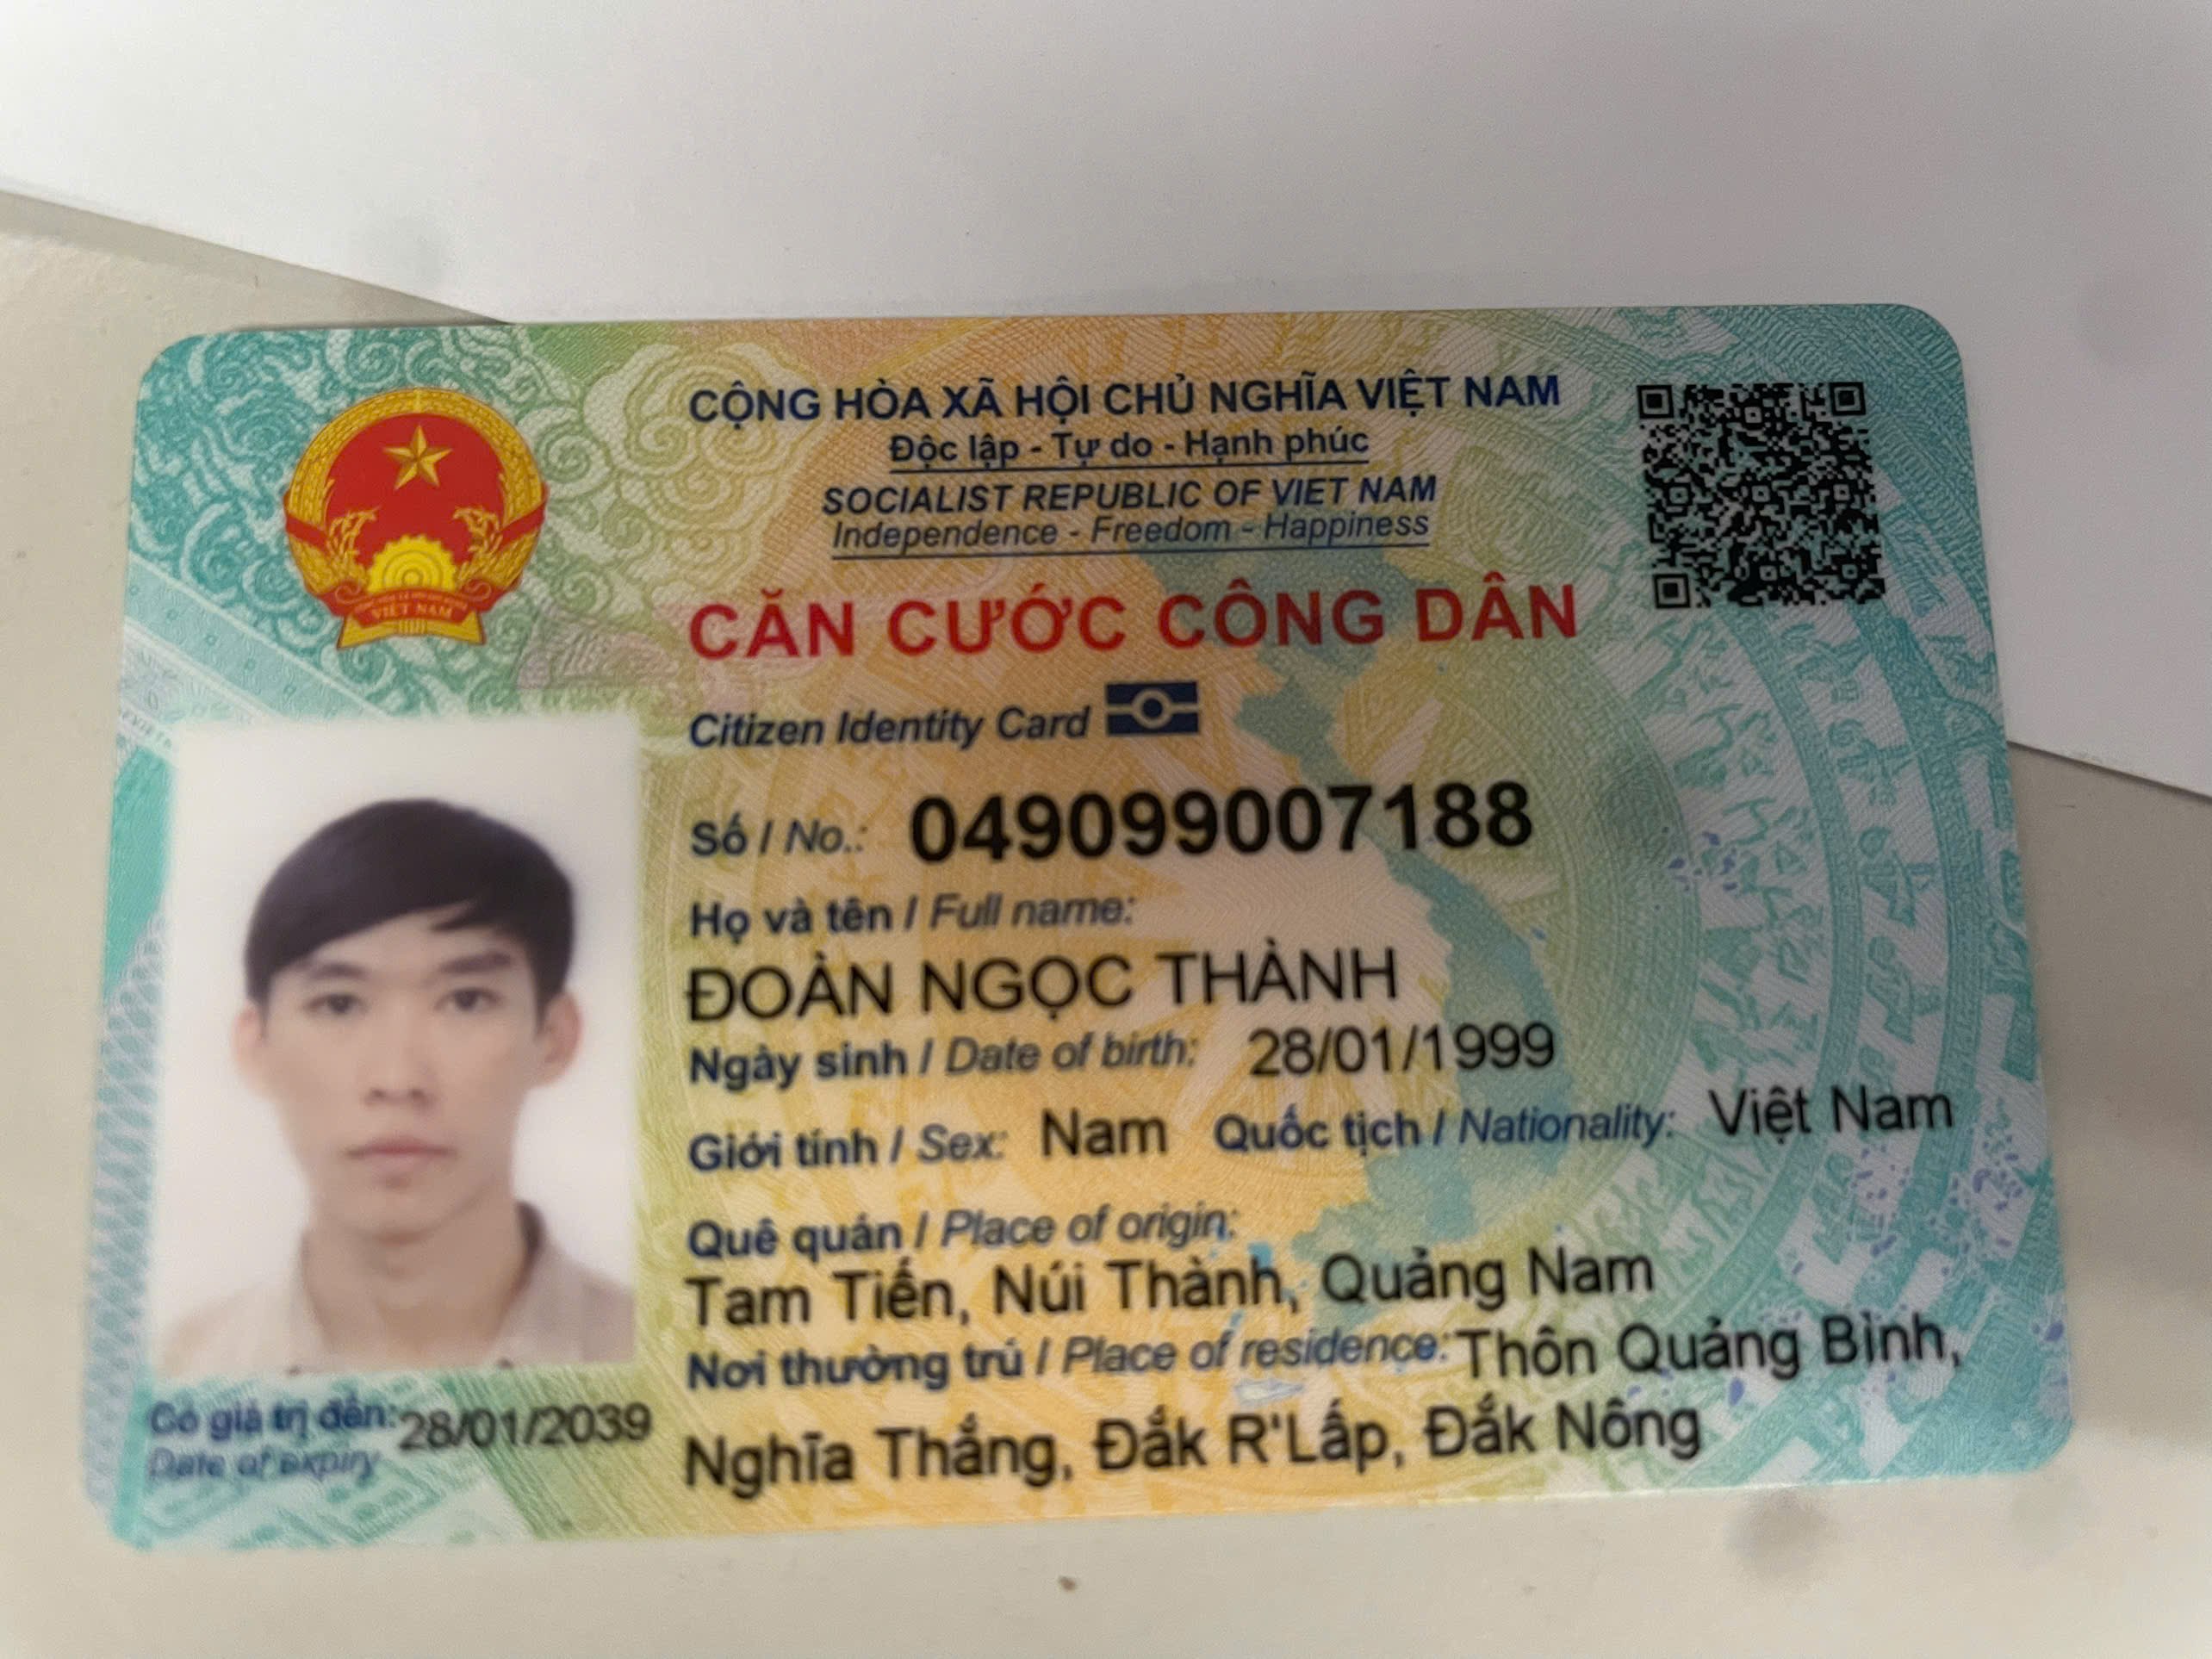 CỘNG HÒA XÃ HỘI CHỦ NGHĨA VIỆT NAM
Độc lập - Tự do - Hạnh phúc
SOCIALIST REPUBLIC OF VIET NAM
Independence - Freedom - Happiness
CĂN CƯỚC CÔNG DÂN
Citizen Identity Card
Số / No.: 049099007188
Họ và tên / Full name:
ĐOÀN NGỌC THÀNH
Ngày sinh / Date of birth: 28/01/1999
Giới tính / Sex: Nam Quốc tịch / Nationality: Việt Nam
Quê quán / Place of origin:
Tam Tiến, Núi Thành, Quảng Nam
Nơi thường trú / Place of residence: Thôn Quảng Bình,
Nghĩa Thắng, Đắk R'Lấp, Đắk Nông
Có giá trị đến: 28/01/2039
Date of expiry
VIỆT NAM